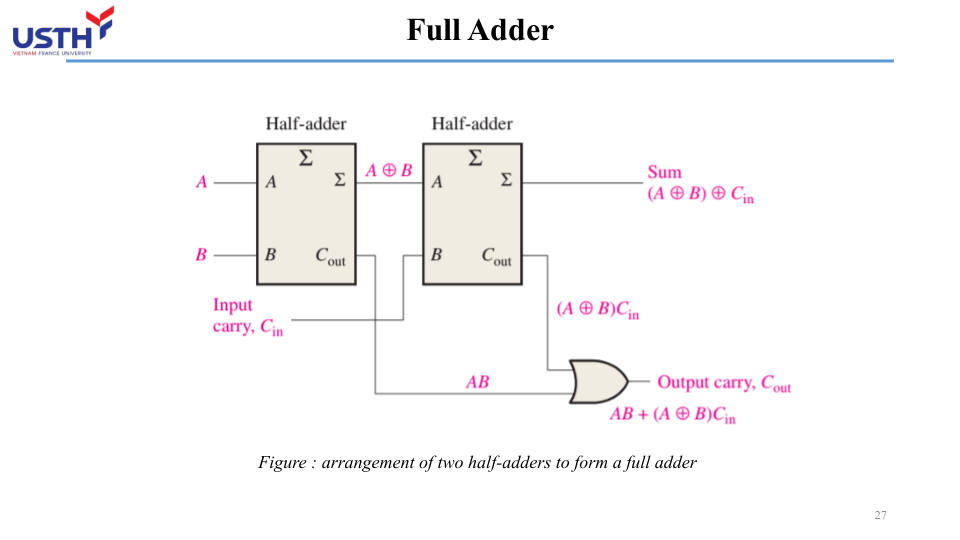 USTH
VIETNAM FRANCE UNIVERSITY
Full Adder
Half-adder
Half-adder
Σ
Σ
A
A
Σ
A ⊕ B
A
Σ
Sum
(A ⊕ B) ⊕ Cin
B
B
Cout
B
Cout
Input
carry, Cin
(A ⊕ B)Cin
AB
Output carry, Cout
AB + (A ⊕ B)Cin
Figure : arrangement of two half-adders to form a full adder
27